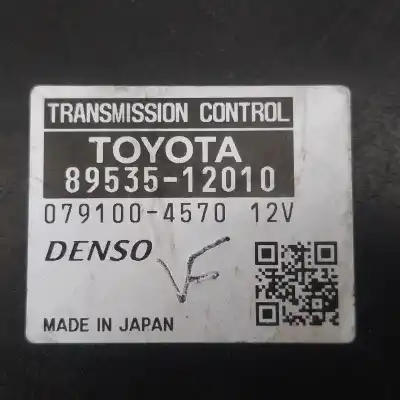 TRANSMISSION CONTROL
TOYOTA
89535-12010
079100-4570 12V
DENSO
VF
MADE IN JAPAN